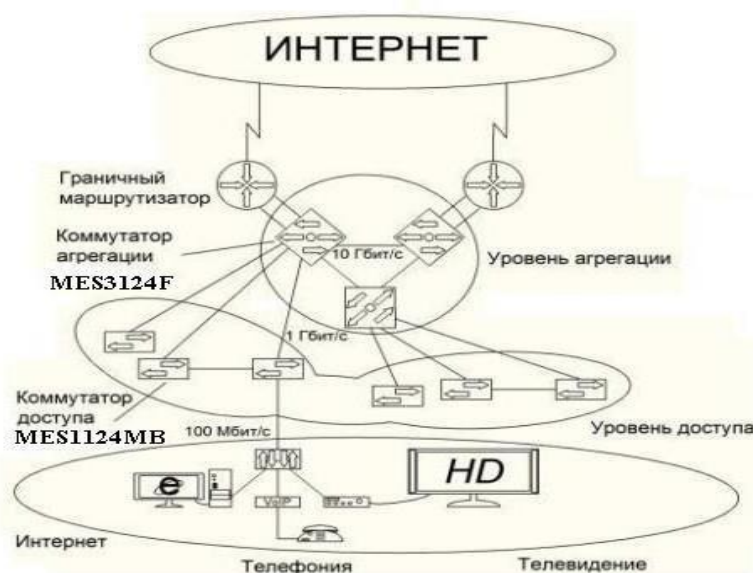 ИНТЕРНЕТ
Граничный
маршрутизатор
Коммутатор
агрегации
MES3124F
10 Гбит/с
Уровень агрегации
1 Гбит/с
Коммутатор
доступа
MES1124MB
100 Мбит/с
Уровень доступа
e
VoIP
HD
Интернет
Телефония
Телевидение